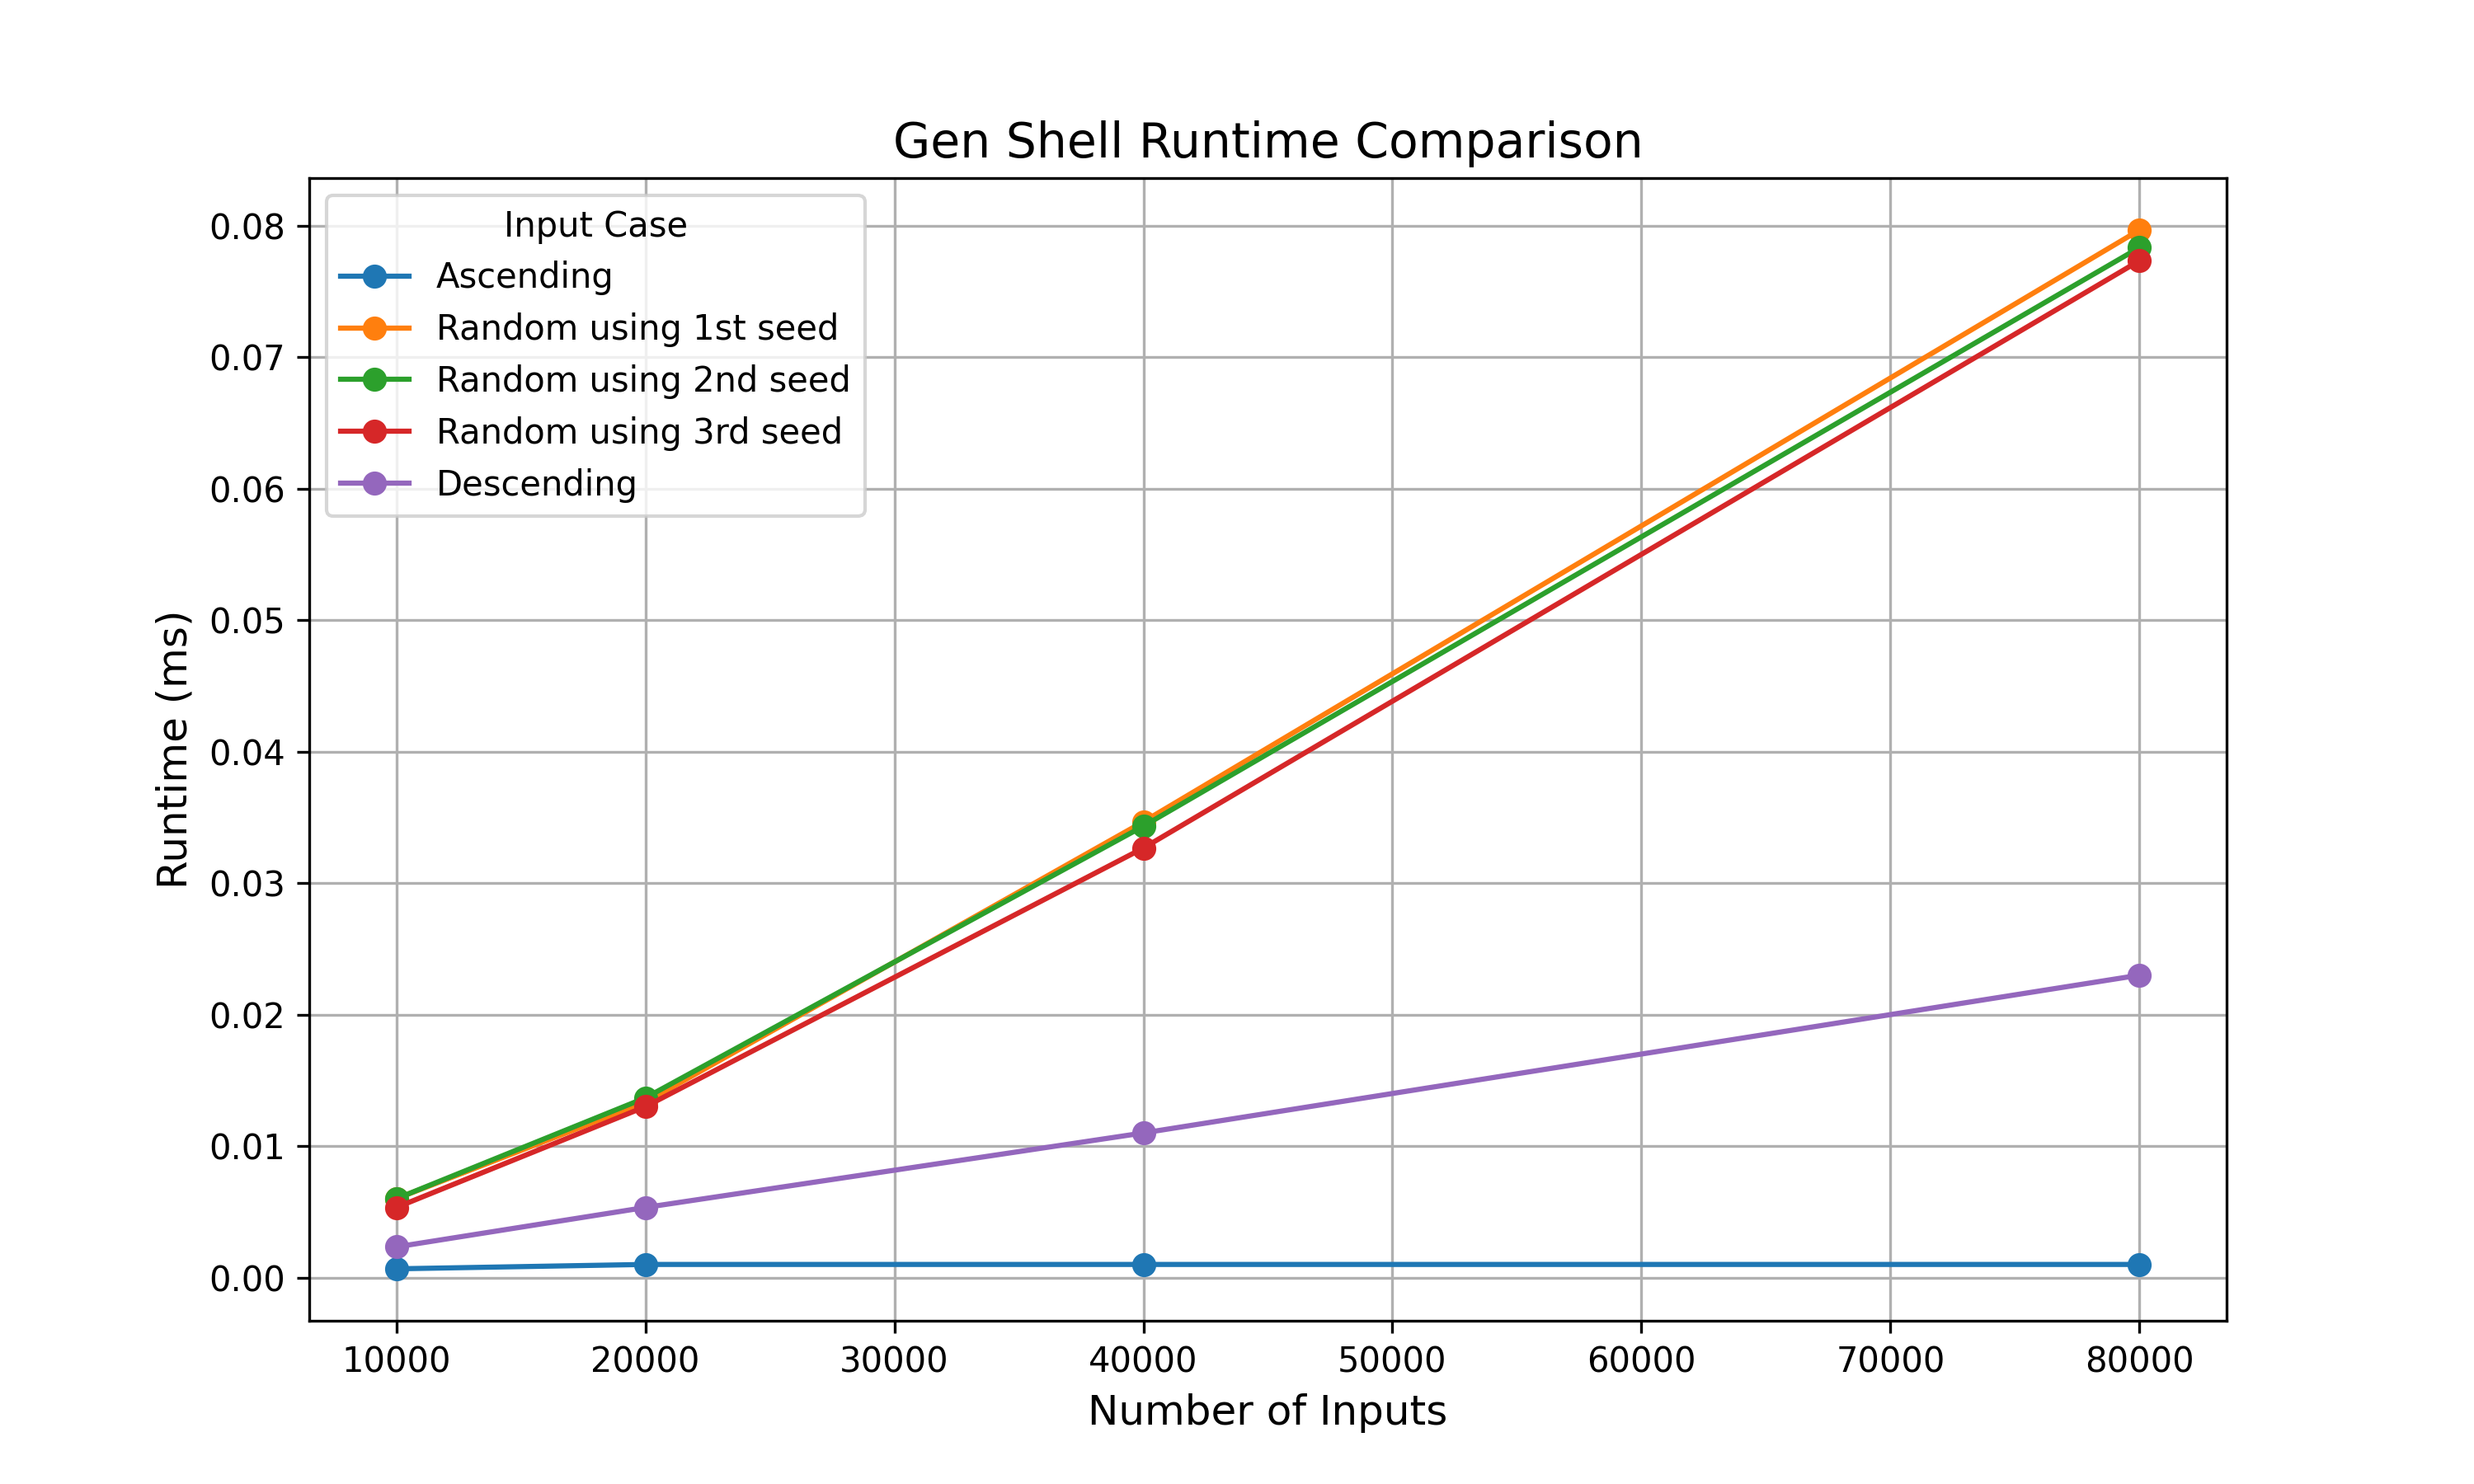 Gen Shell Runtime Comparison
Input Case
Ascending
Random using 1st seed
Random using 2nd seed
Random using 3rd seed
Descending
Runtime (ms)
0.08
0.07
0.06
0.05
0.04
0.03
0.02
0.01
0.00
10000 20000 30000 40000 50000 60000 70000 80000
Number of Inputs